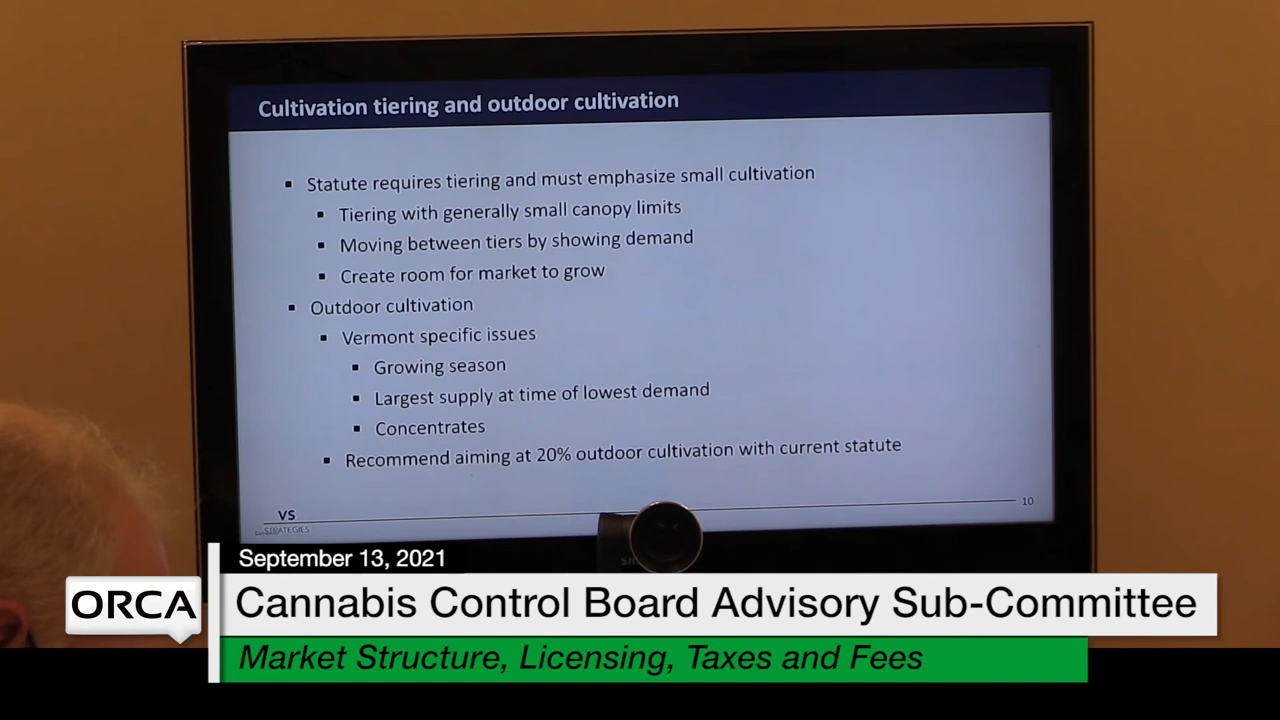 Cultivation tiering and outdoor cultivation
▪ Statute requires tiering and must emphasize small cultivation
▪ Tiering with generally small canopy limits
▪ Moving between tiers by showing demand
▪ Create room for market to grow
▪ Outdoor cultivation
▪ Vermont specific issues
▪ Growing season
▪ Largest supply at time of lowest demand
▪ Concentrates
▪ Recommend aiming at 20% outdoor cultivation with current statute
VS
STRATEGIES
10
September 13, 2021
ORCA
Cannabis Control Board Advisory Sub-Committee
Market Structure, Licensing, Taxes and Fees